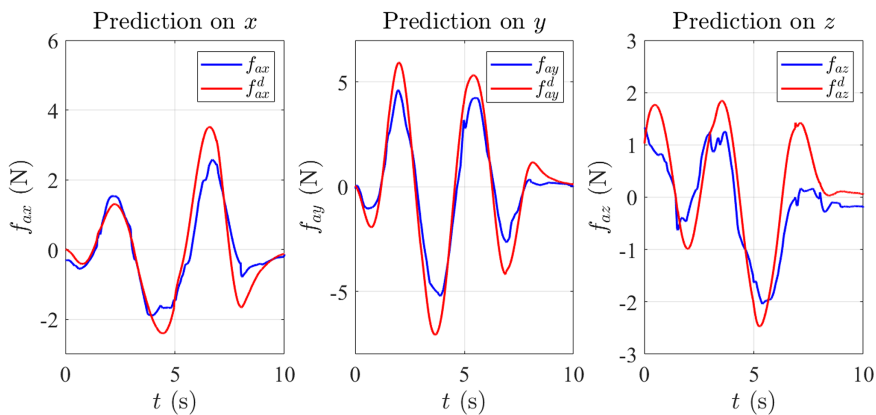 Prediction on x
6
4
2
0
-2
f_ax (N)
0 5 10
t (s)
f_ax
f^d_ax
Prediction on y
5
0
-5
f_ay (N)
0 5 10
t (s)
f_ay
f^d_ay
Prediction on z
3
2
1
0
-1
-2
-3
f_az (N)
0 5 10
t (s)
f_az
f^d_az